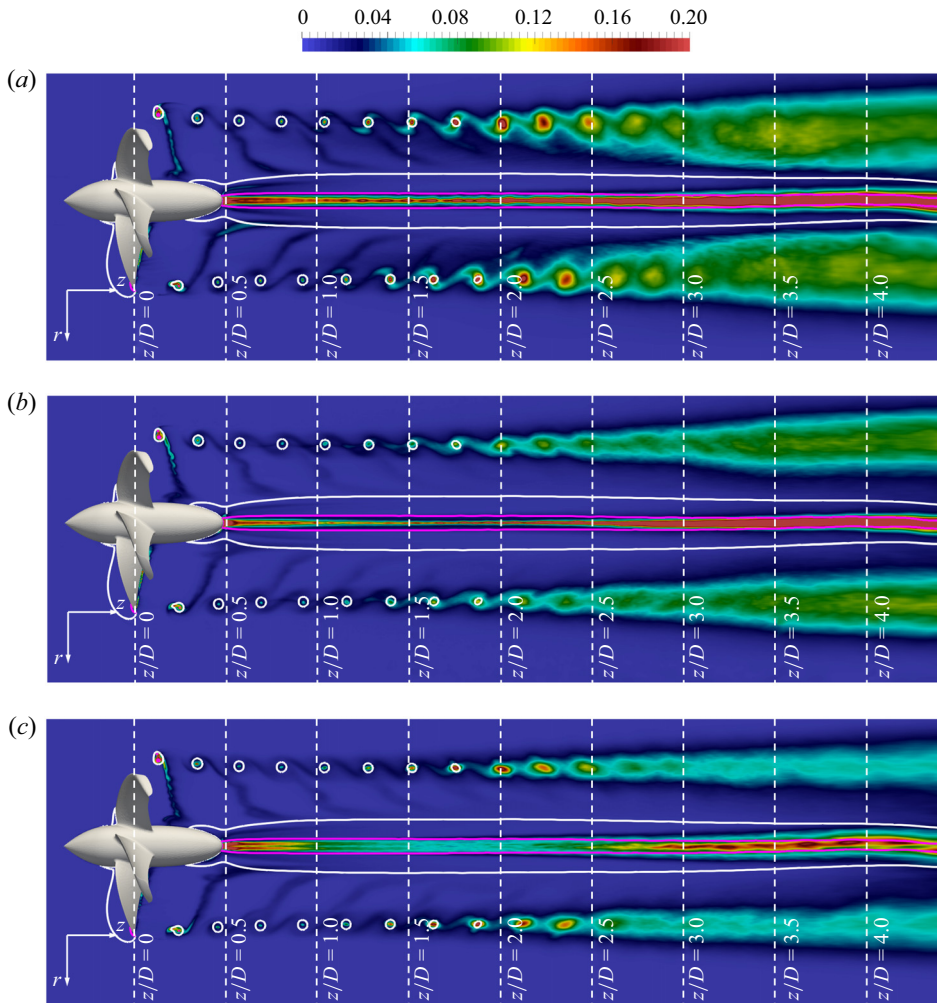 0 0.04 0.08 0.12 0.16 0.20
(a)
z
r
z/D = 0
z/D = 0.5
z/D = 1.0
z/D = 1.5
z/D = 2.0
z/D = 2.5
z/D = 3.0
z/D = 3.5
z/D = 4.0
(b)
z
r
z/D = 0
z/D = 0.5
z/D = 1.0
z/D = 1.5
z/D = 2.0
z/D = 2.5
z/D = 3.0
z/D = 3.5
z/D = 4.0
(c)
z
r
z/D = 0
z/D = 0.5
z/D = 1.0
z/D = 1.5
z/D = 2.0
z/D = 2.5
z/D = 3.0
z/D = 3.5
z/D = 4.0